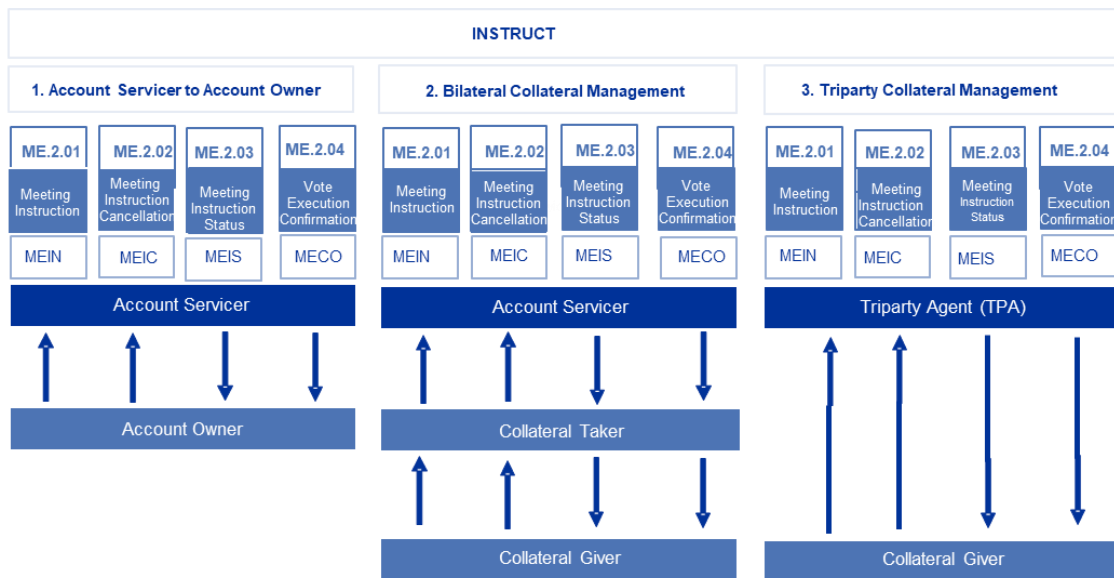 INSTRUCT
1. Account Servicer to Account Owner
2. Bilateral Collateral Management
3. Triparty Collateral Management
ME.2.01
ME.2.02
ME.2.03
ME.2.04
ME.2.01
ME.2.02
ME.2.03
ME.2.04
ME.2.01
ME.2.02
ME.2.03
ME.2.04
Meeting
Instruction
Meeting
Instruction
Cancellation
Meeting
Instruction
Status
Vote
Execution
Confirmation
Meeting
Instruction
Meeting
Instruction
Cancellation
Meeting
Instruction
Status
Vote
Execution
Confirmation
Meeting
Instruction
Meeting
Instruction
Cancellation
Meeting
Instruction
Status
Vote
Execution
Confirmation
MEIN
MEIC
MEIS
MECO
MEIN
MEIC
MEIS
MECO
MEIN
MEIC
MEIS
MECO
Account Servicer
Account Servicer
Triparty Agent (TPA)
Account Owner
Collateral Taker
Collateral Giver
Collateral Giver